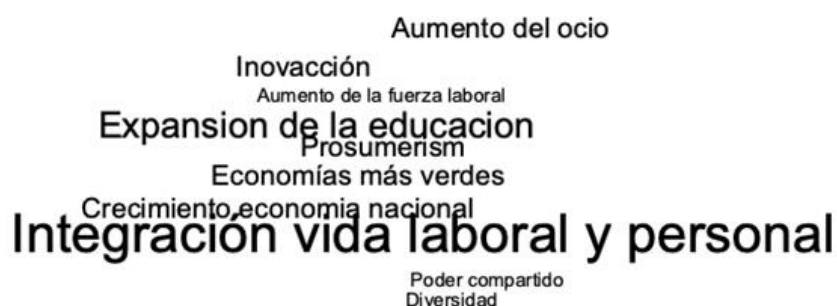 Aumento del ocio
Inovacción
Aumento de la fuerza laboral
Expansion de la educacion
Prosumerism
Economías más verdes
Crecimiento economia nacional
Integración vida laboral y personal
Poder compartido
Diversidad